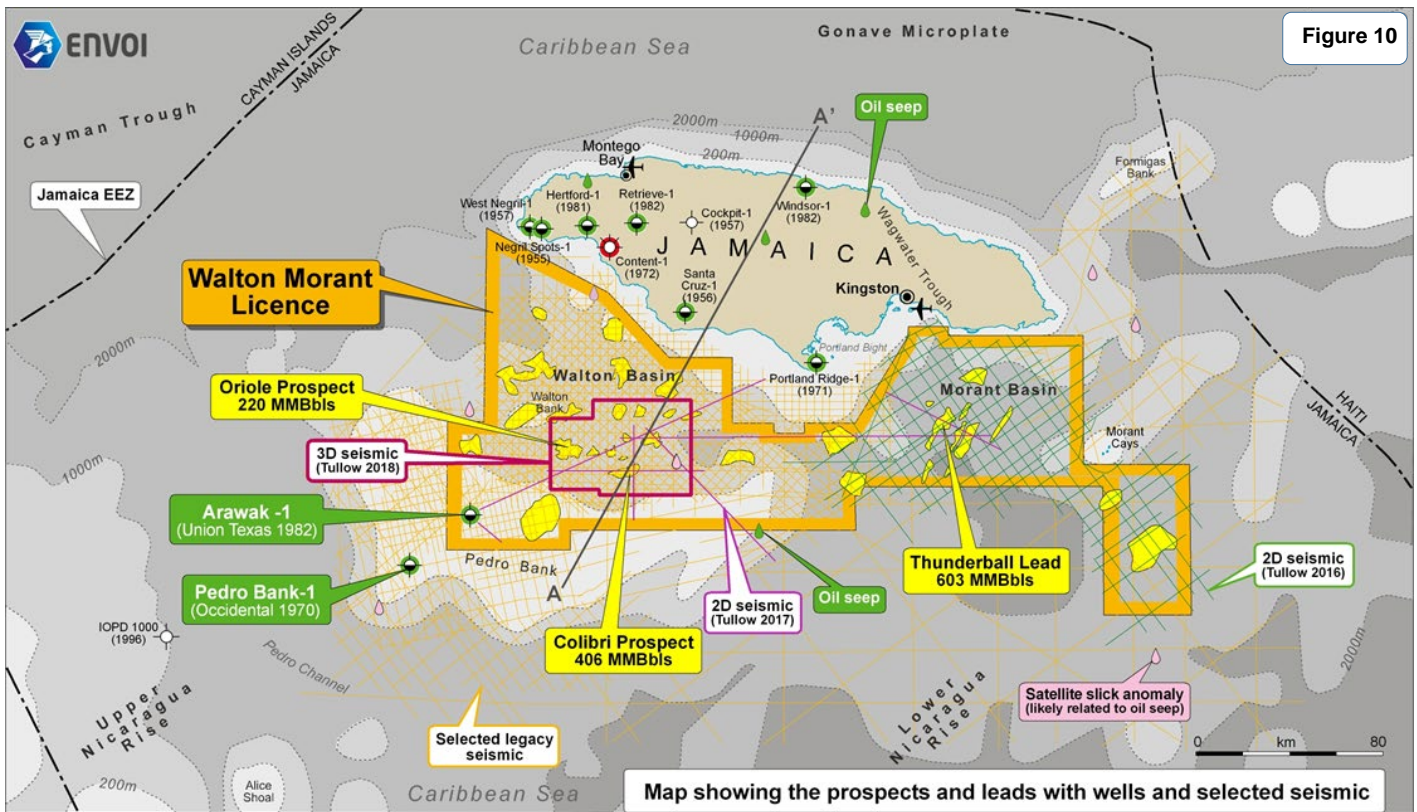 ENVOI
Figure 10
CAYMAN ISLANDS
JAMAICA
Caribbean Sea
Gonave Microplate
Cayman Trough
Jamaica EEZ
2000m
1000m
200m
A'
Oil seep
Montego
Bay
Formigas
Bank
West Negril-1
(1957)
Hertford-1
(1981)
Retrieve-1
(1982)
Cockpit-1
(1957)
Windsor-1
(1982)
Negril Spots-1
(1955)
Content-1
(1972)
JAMAICA
Wagwater Trough
Santa
Cruz-1
(1956)
Kingston
Walton Morant
Licence
2000m
Portland Bight
Portland Ridge-1
(1971)
HAITI
JAMAICA
Oriole Prospect
220 MMBbls
Walton Basin
Walton
Bank
Morant Basin
Morant
Cays
3D seismic
(Tullow 2018)
1000m
Arawak -1
(Union Texas 1982)
Pedro Bank
A
Pedro Bank-1
(Occidental 1970)
Thunderball Lead
603 MMBbls
2D seismic
(Tullow 2016)
2D seismic
(Tullow 2017)
Oil seep
Colibri Prospect
406 MMBbls
IOPD 1000 1
(1996)
Pedro Channel
Upper
Nicaragua
Rise
Lower
Nicaragua
Rise
2000m
Satellite slick anomaly
(likely related to oil seep)
Selected legacy
seismic
0 km 80
200m
Alice
Shoal
Caribbean Sea
Map showing the prospects and leads with wells and selected seismic